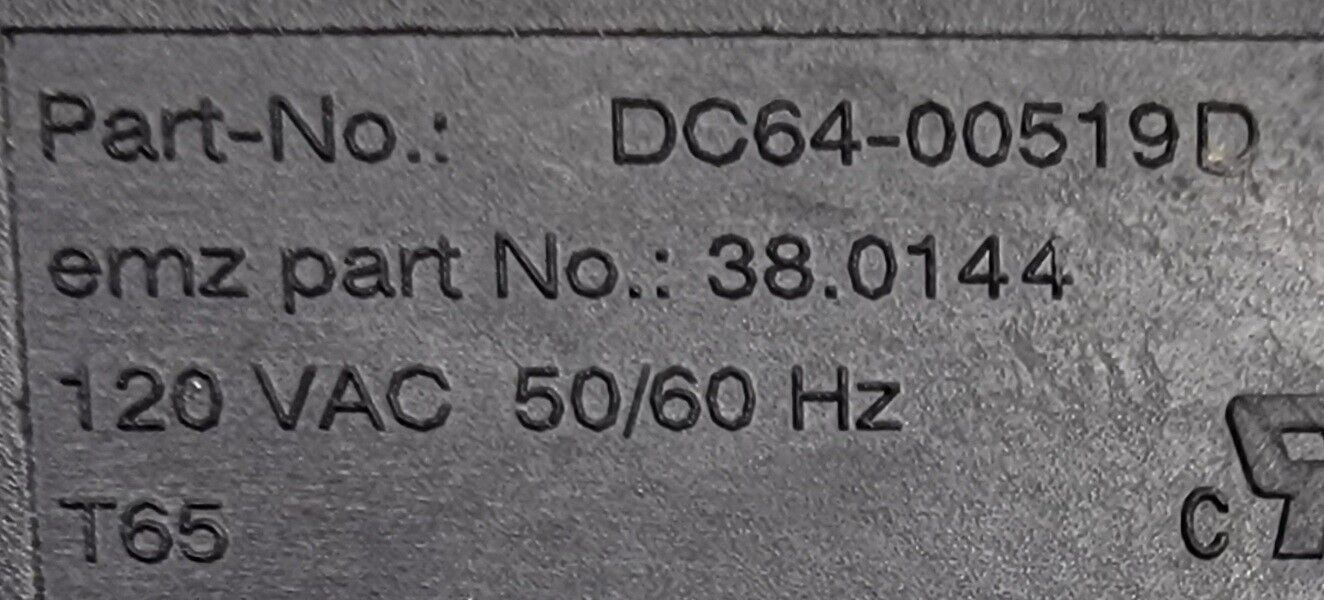 Part-No.: DC64-00519D
emz part No.: 38.0144
120 VAC 50/60 Hz
T65
C